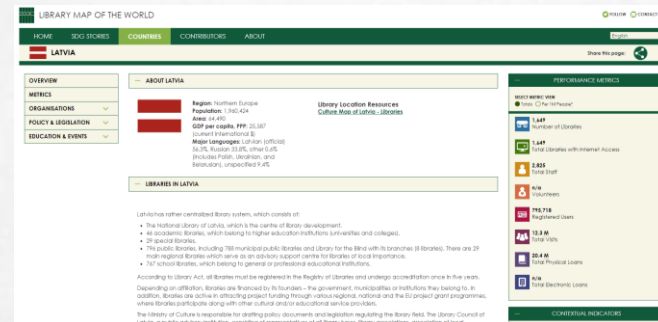 LIBRARY MAP OF THE WORLD
FOLLOW CONTACT
HOME SDG STORIES COUNTRIES CONTRIBUTORS ABOUT
English
LATVIA
Share this page:
OVERVIEW
METRICS
ORGANISATIONS
POLICY & LEGISLATION
EDUCATION & EVENTS
ABOUT LATVIA
Region: Northern Europe
Population: 1,960,424
Area: 64,490
GDP per capita, PPP: 25,587
(current international $)
Major Languages: Latvian (official)
56.3%, Russian 33.8%, other 0.6%
(includes Polish, Ukrainian, and
Belarusian), unspecified 9.4%
Library Location Resources
Culture Map of Latvia - Libraries
LIBRARIES IN LATVIA
Latvia has rather centralized library system, which consists of:
The National Library of Latvia, which is the centre of library development.
46 academic libraries, which belong to higher education institutions (universities and colleges).
29 special libraries.
796 public libraries, including 788 municipal public libraries and Library for the Blind with its branches (8 libraries). There are 29
main regional libraries which serve as an advisory support centre for libraries of local importance.
767 school libraries, which belong to general or professional educational institutions.
According to Library Act, all libraries must be registered in the Registry of Libraries and undergo accreditation once in five years.
Depending on affiliation, libraries are financed by its founders – the government, municipalities or institutions they belong to. In
addition, libraries are active in attracting project funding through various regional, national and the EU project grant programmes,
where libraries participate along with other cultural and/or educational service providers.
The Ministry of Culture is responsible for drafting policy documents and legislation regulating the library field. The Library Council of
PERFORMANCE METRICS
SELECT METRIC VIEW
Totals Per 1M People*
1,649
Number of Libraries
1,649
Total Libraries with Internet Access
2,825
Total Staff
n/a
Volunteers
795,718
Registered Users
13.3 M
Total Visits
20.4 M
Total Physical Loans
n/a
Total Electronic Loans
CONTEXTUAL INDICATORS